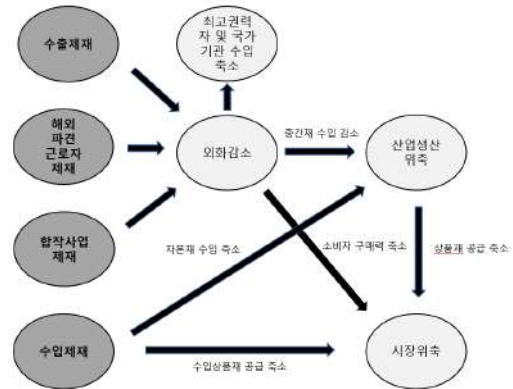 수출제재
최고권력
자 및 국가
기관 수입
축소
해외
파견
근로자
제재
외화감소
중간재 수입 감소
산업생산
위축
합작사업
제재
자본재 수입 축소
소비자 구매력 축소
상품재 공급 축소
수입제재
시장위축
수입상품재 공급 축소